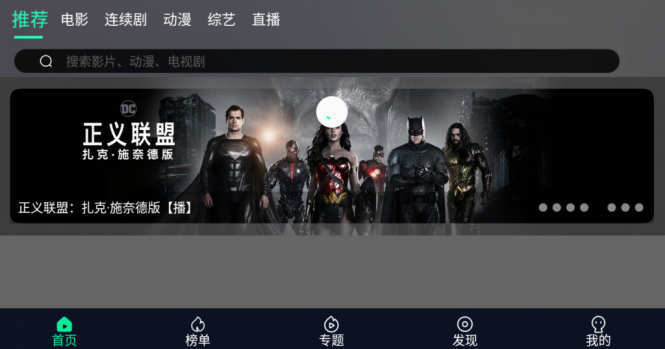 推荐 电影 连续剧 动漫 综艺 直播
搜索影片、动漫、电视剧
DC
正义联盟
扎克·施奈德版
正义联盟：扎克·施奈德版【播】
首页 榜单 专题 发现 我的